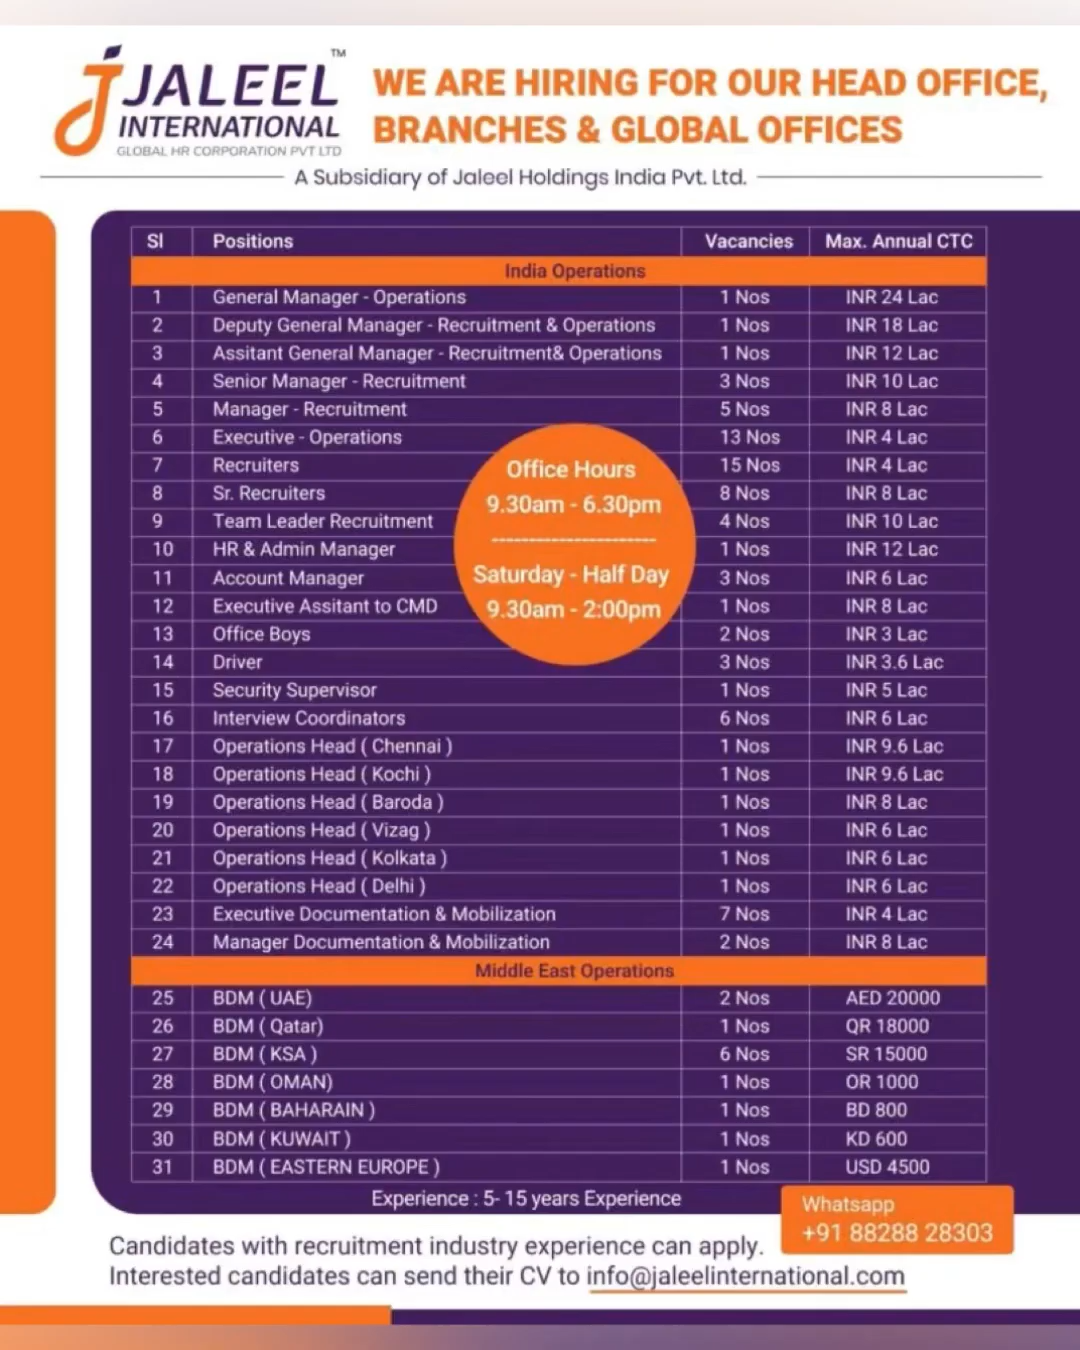 JALEEL™
INTERNATIONAL
GLOBAL HR CORPORATION PVT LTD
WE ARE HIRING FOR OUR HEAD OFFICE,
BRANCHES & GLOBAL OFFICES
A Subsidiary of Jaleel Holdings India Pvt. Ltd.
Sl Positions Vacancies Max. Annual CTC
India Operations
1 General Manager - Operations 1 Nos INR 24 Lac
2 Deputy General Manager - Recruitment & Operations 1 Nos INR 18 Lac
3 Assitant General Manager - Recruitment& Operations 1 Nos INR 12 Lac
4 Senior Manager - Recruitment 3 Nos INR 10 Lac
5 Manager - Recruitment 5 Nos INR 8 Lac
6 Executive - Operations 13 Nos INR 4 Lac
7 Recruiters 15 Nos INR 4 Lac
8 Sr. Recruiters 8 Nos INR 8 Lac
9 Team Leader Recruitment 4 Nos INR 10 Lac
10 HR & Admin Manager 1 Nos INR 12 Lac
11 Account Manager 3 Nos INR 6 Lac
12 Executive Assitant to CMD 1 Nos INR 8 Lac
13 Office Boys 2 Nos INR 3 Lac
14 Driver 3 Nos INR 3.6 Lac
15 Security Supervisor 1 Nos INR 5 Lac
16 Interview Coordinators 6 Nos INR 6 Lac
17 Operations Head ( Chennai ) 1 Nos INR 9.6 Lac
18 Operations Head ( Kochi ) 1 Nos INR 9.6 Lac
19 Operations Head ( Baroda ) 1 Nos INR 8 Lac
20 Operations Head ( Vizag ) 1 Nos INR 6 Lac
21 Operations Head ( Kolkata ) 1 Nos INR 6 Lac
22 Operations Head ( Delhi ) 1 Nos INR 6 Lac
23 Executive Documentation & Mobilization 7 Nos INR 4 Lac
24 Manager Documentation & Mobilization 2 Nos INR 8 Lac
Office Hours
9.30am - 6.30pm
Saturday - Half Day
9.30am - 2:00pm
Middle East Operations
25 BDM ( UAE) 2 Nos AED 20000
26 BDM ( Qatar) 1 Nos QR 18000
27 BDM ( KSA ) 6 Nos SR 15000
28 BDM ( OMAN) 1 Nos OR 1000
29 BDM ( BAHARAIN ) 1 Nos BD 800
30 BDM ( KUWAIT ) 1 Nos KD 600
31 BDM ( EASTERN EUROPE ) 1 Nos USD 4500
Experience : 5- 15 years Experience
Whatsapp
+91 88288 28303
Candidates with recruitment industry experience can apply.
Interested candidates can send their CV to info@jaleelinternational.com